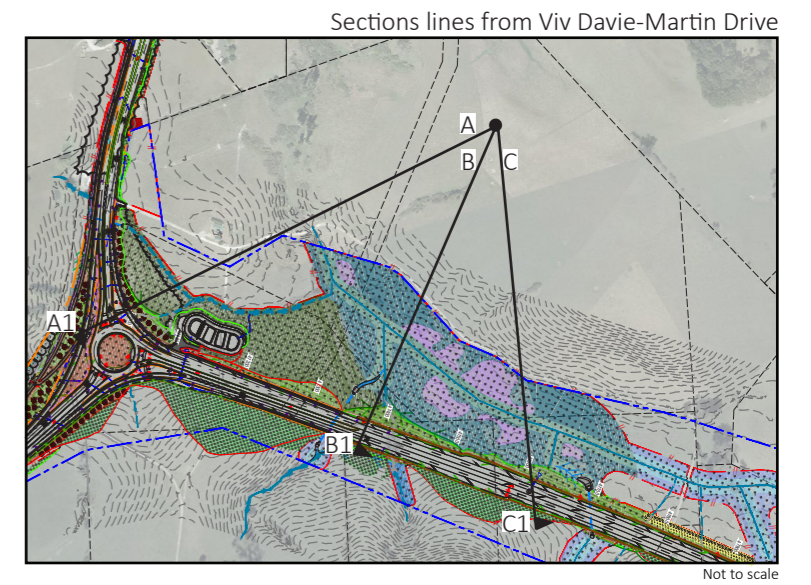 Sections lines from Viv Davie-Martin Drive
A
B
C
A1
B1
C1
Not to scale